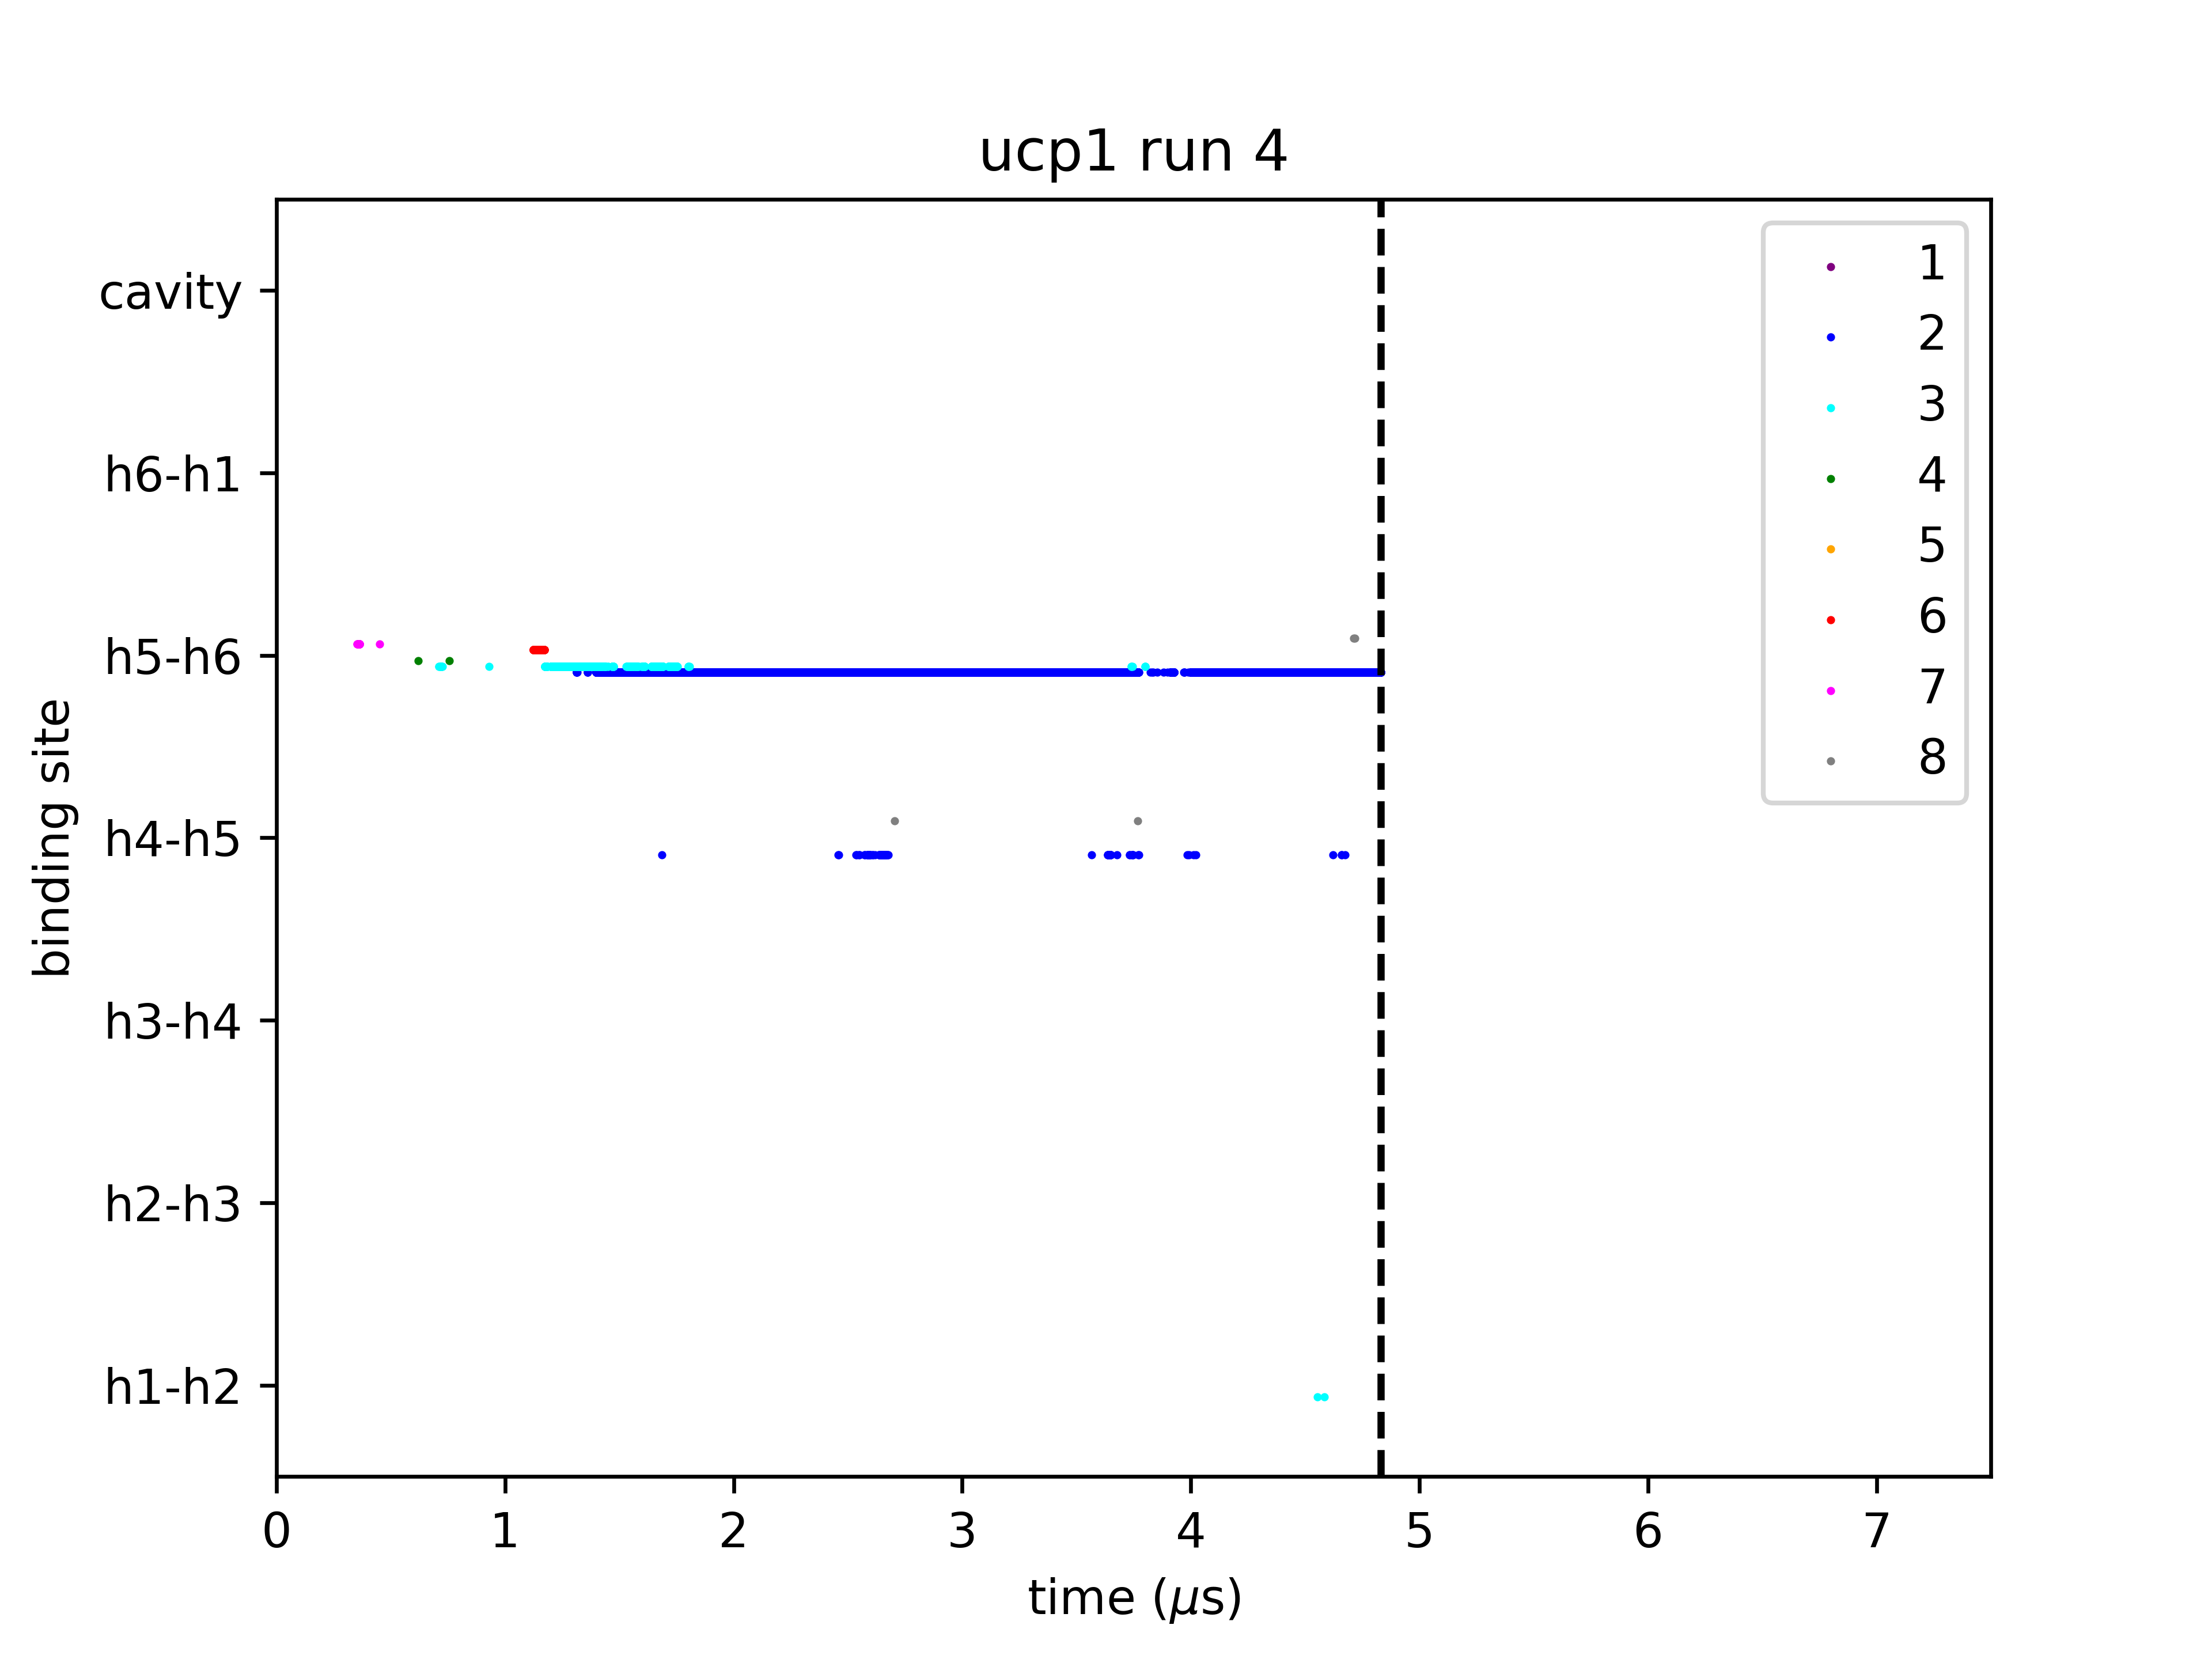 ucp1 run 4
cavity
h6-h1
h5-h6
h4-h5
h3-h4
h2-h3
h1-h2
binding site
0 1 2 3 4 5 6 7
time (μs)
1
2
3
4
5
6
7
8